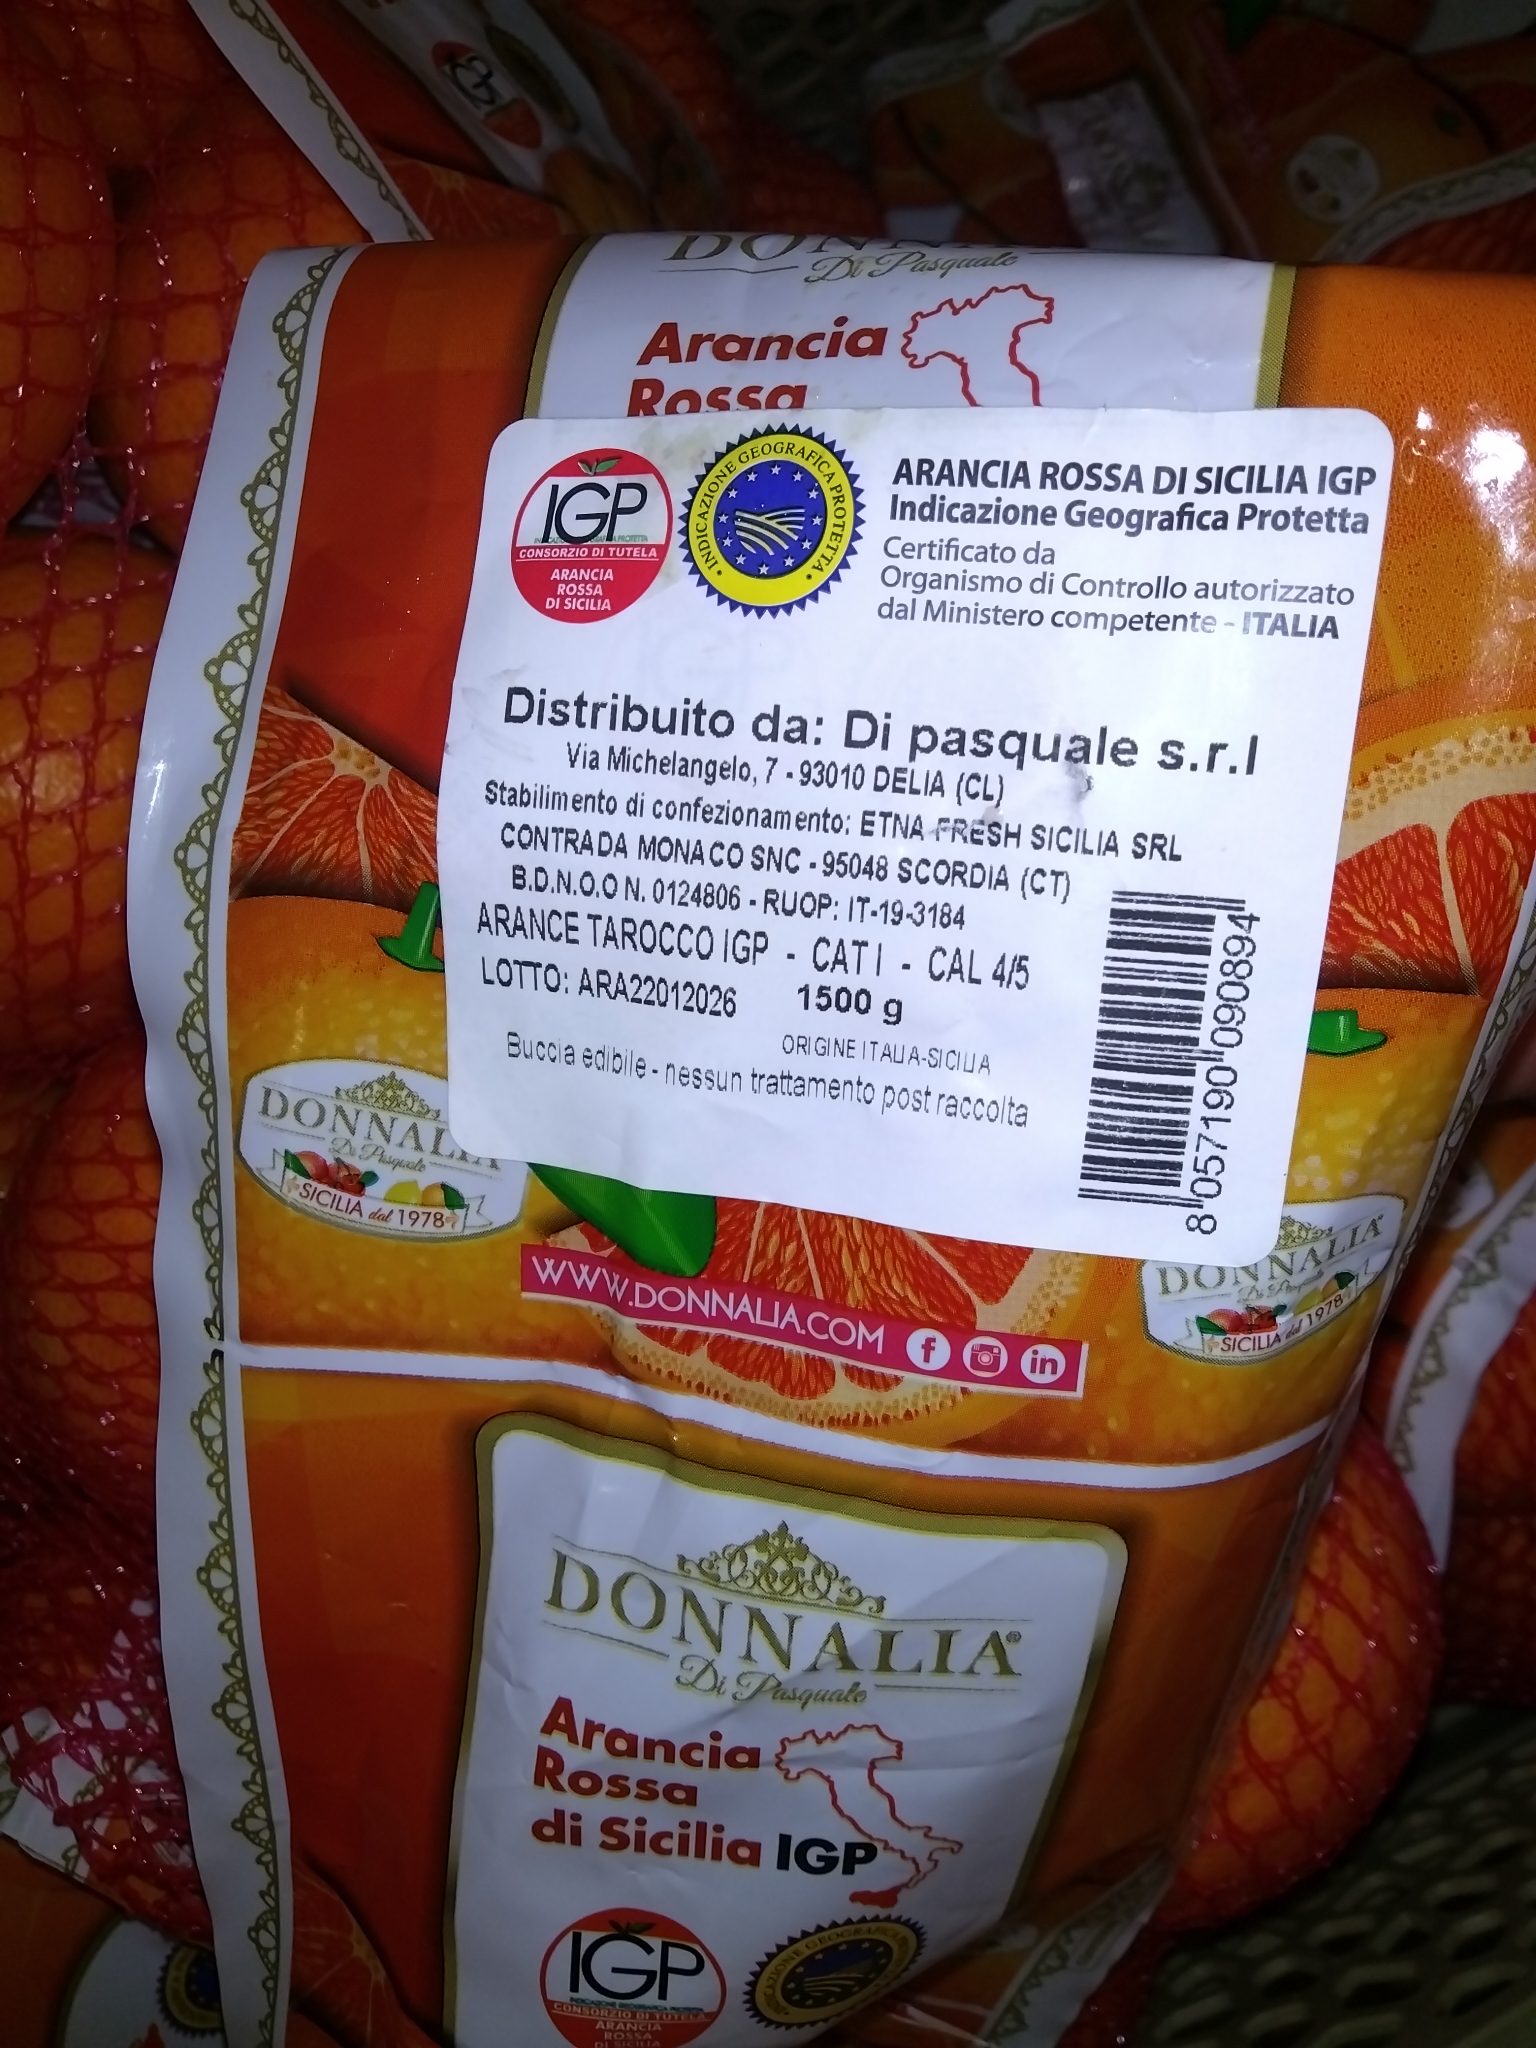 DONNALIA
Di Pasquale
Arancia
Rossa
IGP
CONSORZIO DI TUTELA
ARANCIA
ROSSA
DI SICILIA
INDICAZIONE GEOGRAFICA PROTETTA
ARANCIA ROSSA DI SICILIA IGP
Indicazione Geografica Protetta
Certificato da
Organismo di Controllo autorizzato
dal Ministero competente - ITALIA
Distribuito da: Di pasquale s.r.l
Via Michelangelo, 7 - 93010 DELIA (CL)
Stabilimento di confezionamento: ETNA FRESH SICILIA SRL
CONTRADA MONACO SNC - 95048 SCORDIA (CT)
B.D.N.O.O N. 0124806 - RUOP: IT-19-3184
ARANCE TAROCCO IGP - CAT I - CAL 4/5
LOTTO: ARA22012026 1500 g
ORIGINE ITALIA-SICILIA
Buccia edibile - nessun trattamento post raccolta
8 057190 090894
DONNALIA
Di Pasquale
SICILIA dal 1978
DONNALIA®
SICILIA dal 1978
WWW.DONNALIA.COM
DONNALIA®
Di Pasquale
Arancia
Rossa
di Sicilia IGP
IGP
CONSORZIO DI TUTELA
ARANCIA
ROSSA
DI SICILIA